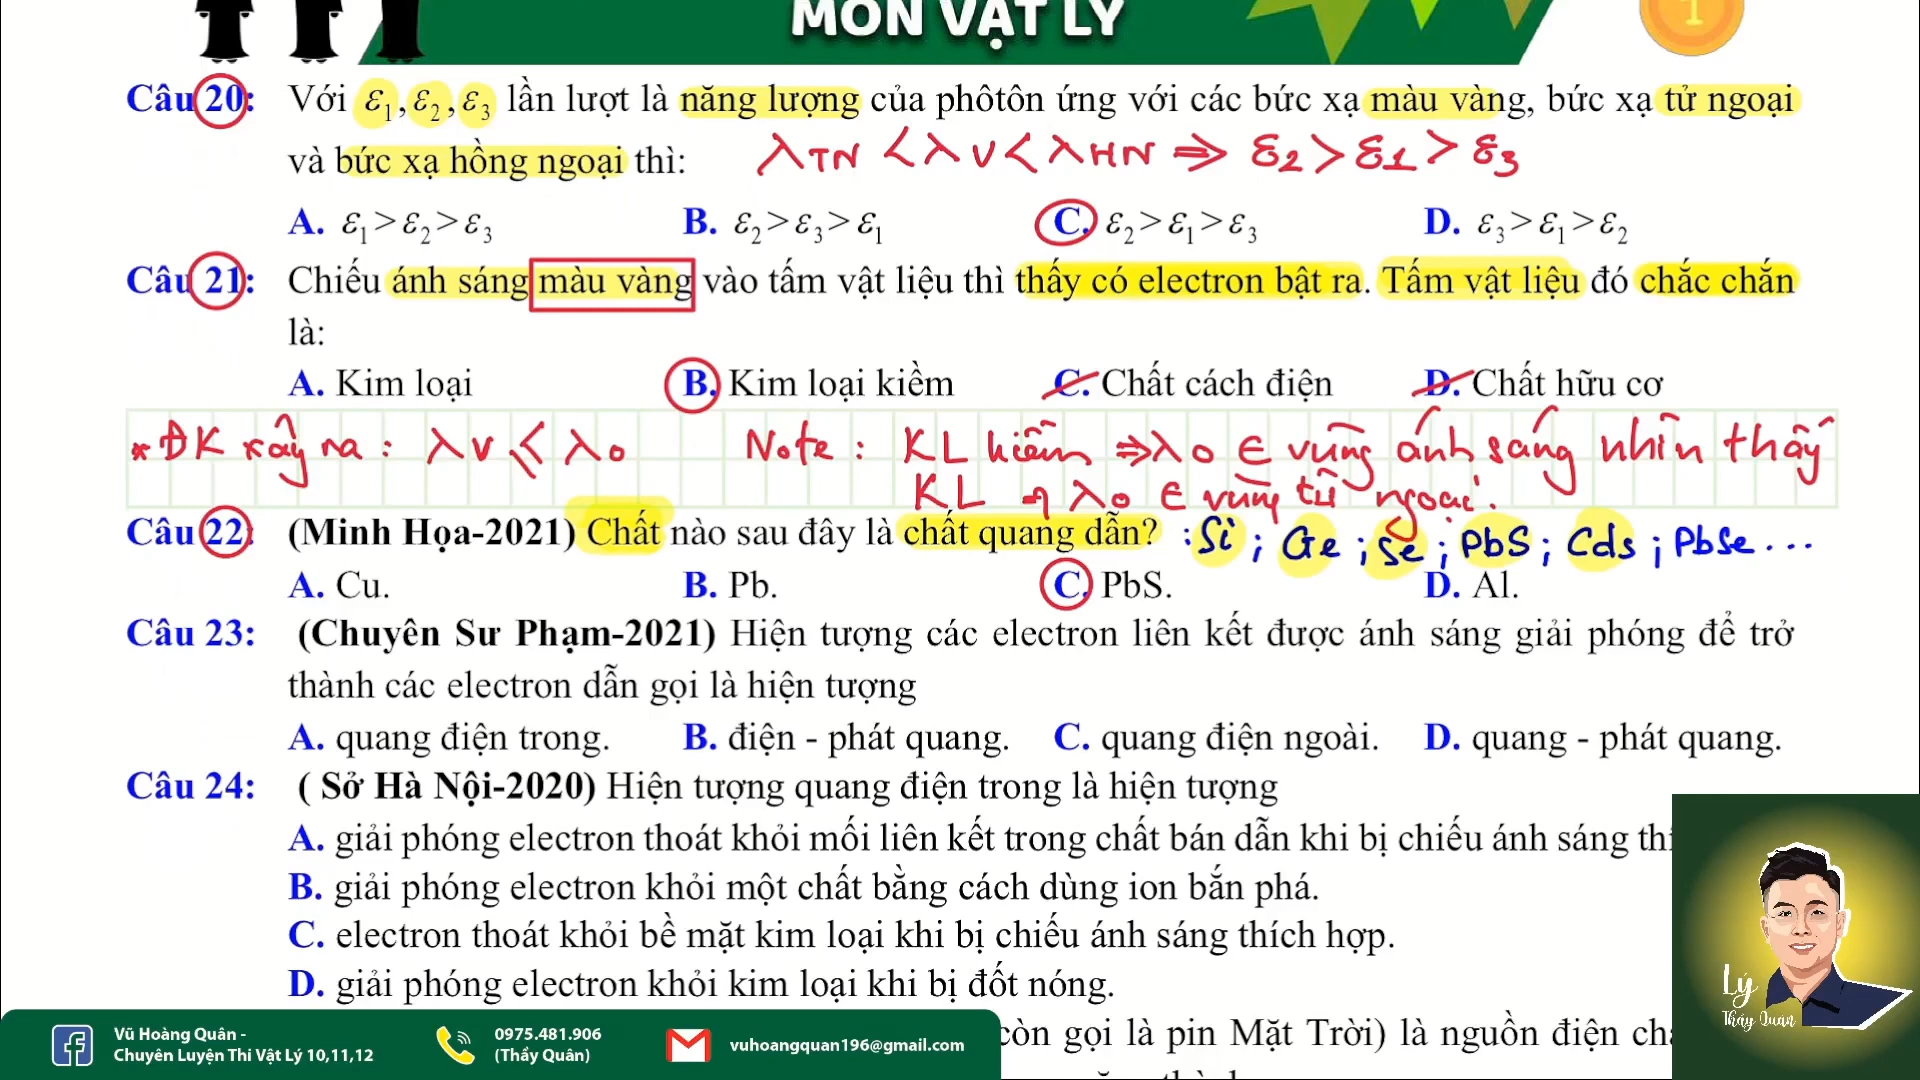 MÔN VẬT LÝ
1
Câu 20: Với ε₁, ε₂, ε₃ lần lượt là năng lượng của phôtôn ứng với các bức xạ màu vàng, bức xạ tử ngoại
và bức xạ hồng ngoại thì: λTN < λV < λHN ⇒ ε₂ > ε₁ > ε₃
A. ε₁ > ε₂ > ε₃ B. ε₂ > ε₃ > ε₁ C. ε₂ > ε₁ > ε₃ D. ε₃ > ε₁ > ε₂
Câu 21: Chiếu ánh sáng màu vàng vào tấm vật liệu thì thấy có electron bật ra. Tấm vật liệu đó chắc chắn
là:
A. Kim loại B. Kim loại kiềm C. Chất cách điện D. Chất hữu cơ
* ĐK xảy ra: λV ≤ λ₀ Note: KL kiềm ⇒ λ₀ ∈ vùng ánh sáng nhìn thấy
KL → λ₀ ∈ vùng tử ngoại.
Câu 22: (Minh Họa-2021) Chất nào sau đây là chất quang dẫn? : Si ; Ge ; Se ; PbS ; Cds ; PbSe ...
A. Cu. B. Pb. C. PbS. D. Al.
Câu 23: (Chuyên Sư Phạm-2021) Hiện tượng các electron liên kết được ánh sáng giải phóng để trở
thành các electron dẫn gọi là hiện tượng
A. quang điện trong. B. điện - phát quang. C. quang điện ngoài. D. quang - phát quang.
Câu 24: ( Sở Hà Nội-2020) Hiện tượng quang điện trong là hiện tượng
A. giải phóng electron thoát khỏi mối liên kết trong chất bán dẫn khi bị chiếu ánh sáng
B. giải phóng electron khỏi một chất bằng cách dùng ion bắn phá.
C. electron thoát khỏi bề mặt kim loại khi bị chiếu ánh sáng thích hợp.
D. giải phóng electron khỏi kim loại khi bị đốt nóng.
còn gọi là pin Mặt Trời) là nguồn điện
Lý
Thầy Quân
Vũ Hoàng Quân -
Chuyên Luyện Thi Vật Lý 10,11,12
0975.481.906
(Thầy Quân)
vuhoangquan196@gmail.com